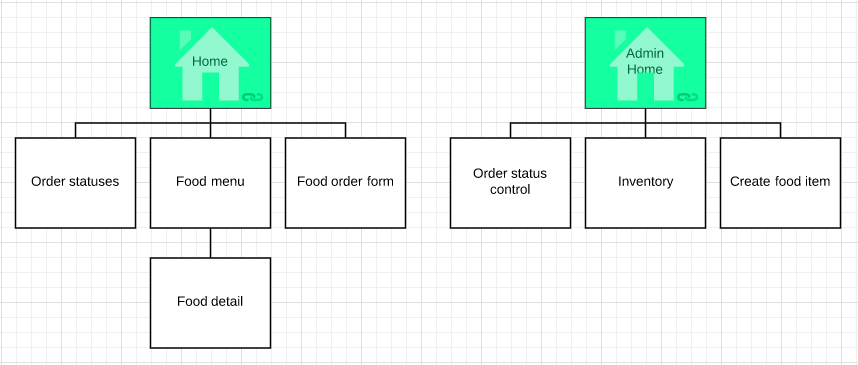 Home
Admin
Home
Order statuses
Food menu
Food order form
Order status
control
Inventory
Create food item
Food detail